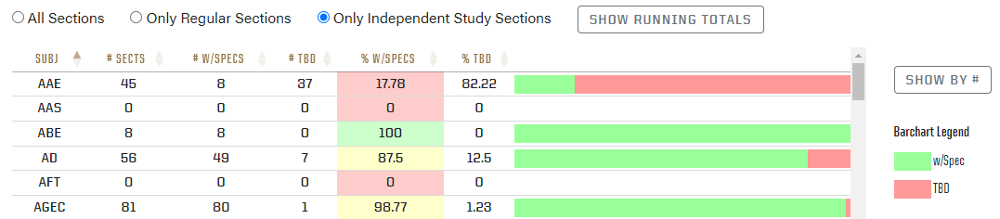 All Sections Only Regular Sections Only Independent Study Sections SHOW RUNNING TOTALS
SUBJ # SECTS # W/SPECS # TBD % W/SPECS % TBD
AAE 45 8 37 17.78 82.22
AAS 0 0 0 0 0
ABE 8 8 0 100 0
AD 56 49 7 87.5 12.5
AFT 0 0 0 0 0
AGEC 81 80 1 98.77 1.23
SHOW BY #
Barchart Legend
w/Spec
TBD